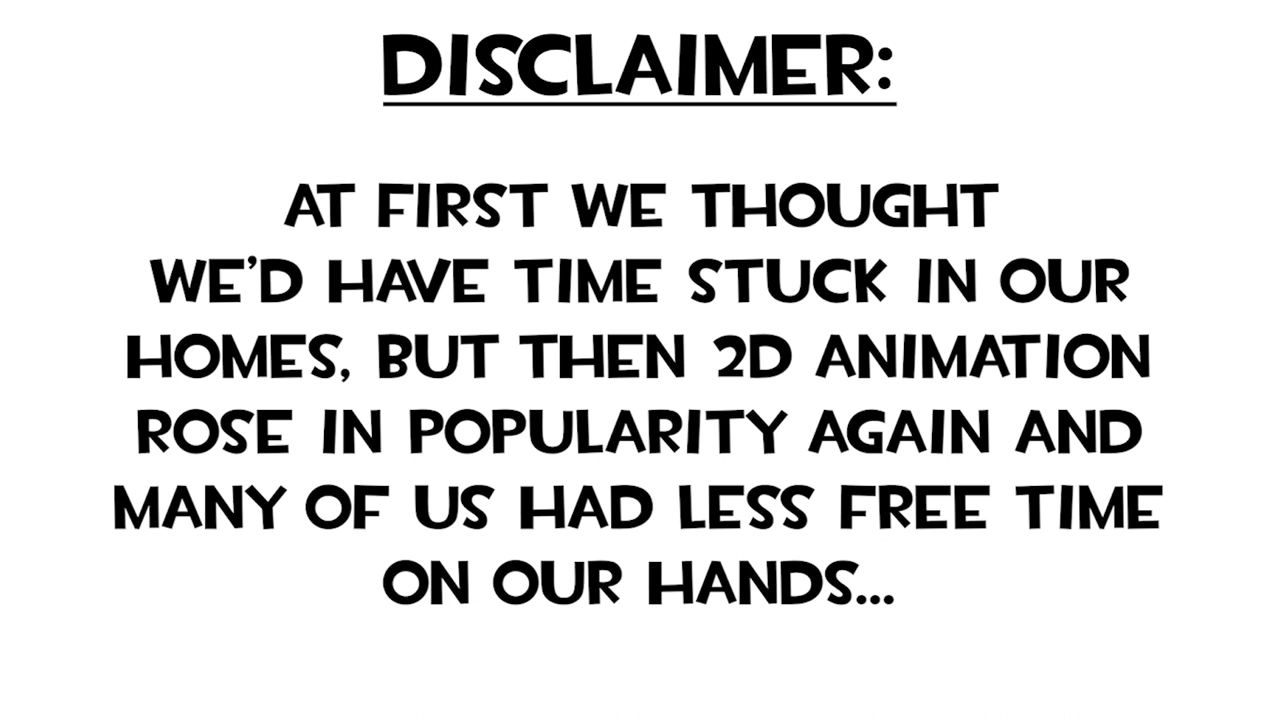 DISCLAIMER:
AT FIRST WE THOUGHT
WE'D HAVE TIME STUCK IN OUR
HOMES, BUT THEN 2D ANIMATION
ROSE IN POPULARITY AGAIN AND
MANY OF US HAD LESS FREE TIME
ON OUR HANDS...